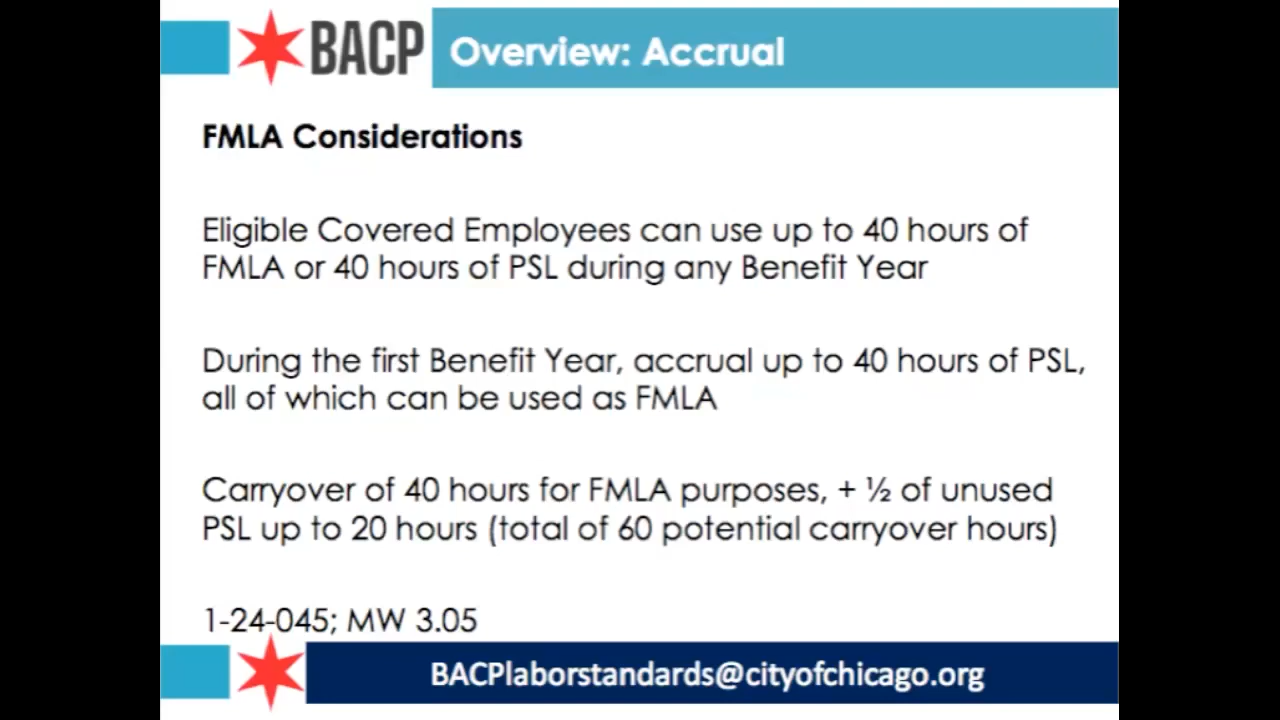 BACP
Overview: Accrual
FMLA Considerations
Eligible Covered Employees can use up to 40 hours of
FMLA or 40 hours of PSL during any Benefit Year
During the first Benefit Year, accrual up to 40 hours of PSL,
all of which can be used as FMLA
Carryover of 40 hours for FMLA purposes, + ½ of unused
PSL up to 20 hours (total of 60 potential carryover hours)
1-24-045; MW 3.05
BACPlaborstandards@cityofchicago.org